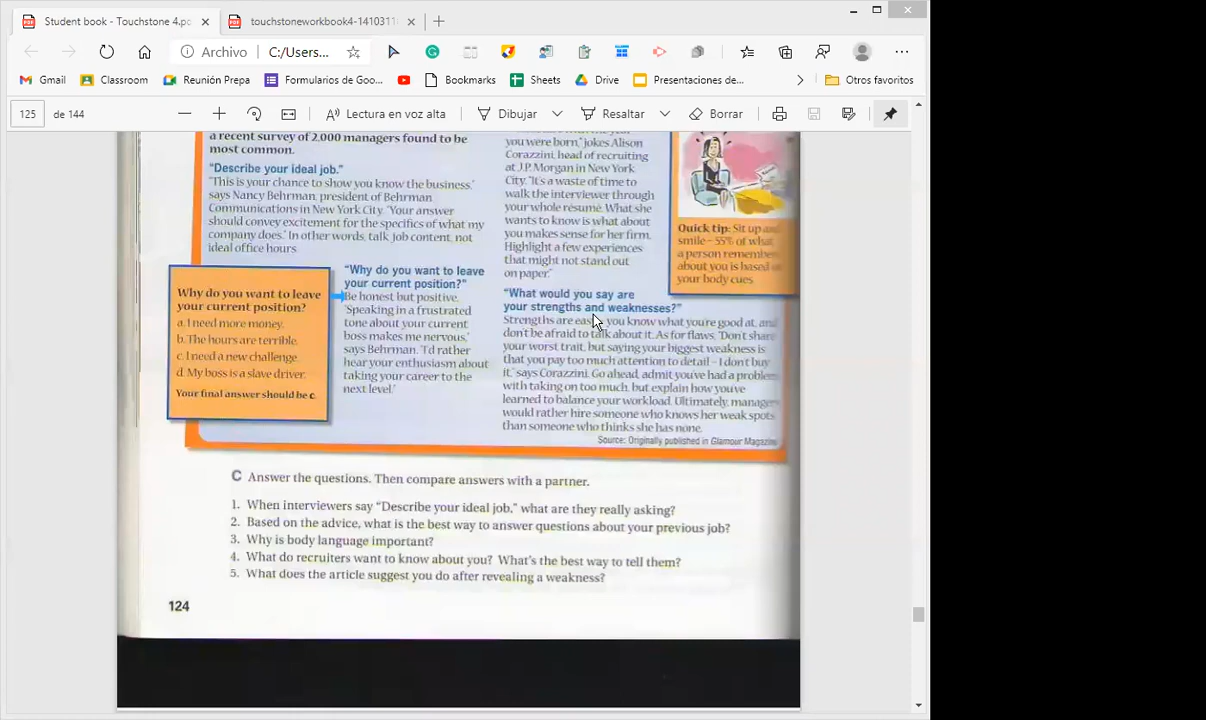 Student book - Touchstone 4.pd
touchstoneworkbook4-1410311
Archivo
C:/Users...
Gmail
Classroom
Reunión Prepa
Formularios de Goo...
Bookmarks
Sheets
Drive
Presentaciones de...
Otros favoritos
125 de 144
Lectura en voz alta
Dibujar
Resaltar
Borrar
a recent survey of 2,000 managers found to be
most common.
"Describe your ideal job."
"This is your chance to show you know the business,"
says Nancy Behrman, president of Behrman
Communications in New York City. "Your answer
should convey excitement for the specifics of what my
company does." In other words, talk job content, not
ideal office hours.
Why do you want to leave
your current position?
a. I need more money.
b. The hours are terrible.
c. I need a new challenge.
d. My boss is a slave driver.
Your final answer should be c.
"Why do you want to leave
your current position?"
Be honest but positive.
"Speaking in a frustrated
tone about your current
boss makes me nervous,"
says Behrman. "I'd rather
hear your enthusiasm about
taking your career to the
next level."
you were born," jokes Alison
Corazzini, head of recruiting
at J.P. Morgan in New York
City. "It's a waste of time to
walk the interviewer through
your whole résumé. What she
wants to know is what about
you makes sense for her firm.
Highlight a few experiences
that might not stand out
on paper."
"What would you say are
your strengths and weaknesses?"
Strengths are easy: you know what you're good at, and
don't be afraid to talk about it. As for flaws, "Don't share
your worst trait, but saying your biggest weakness is
that you pay too much attention to detail – I don't buy
it," says Corazzini. Go ahead, admit you've had a problem
with taking on too much, but explain how you've
learned to balance your workload. Ultimately, managers
would rather hire someone who knows her weak spots
than someone who thinks she has none.
Source: Originally published in Glamour Magazine
Quick tip: Sit up and
smile – 55% of what
a person remembers
about you is based on
your body cues.
C Answer the questions. Then compare answers with a partner.
1. When interviewers say "Describe your ideal job," what are they really asking?
2. Based on the advice, what is the best way to answer questions about your previous job?
3. Why is body language important?
4. What do recruiters want to know about you? What's the best way to tell them?
5. What does the article suggest you do after revealing a weakness?
124